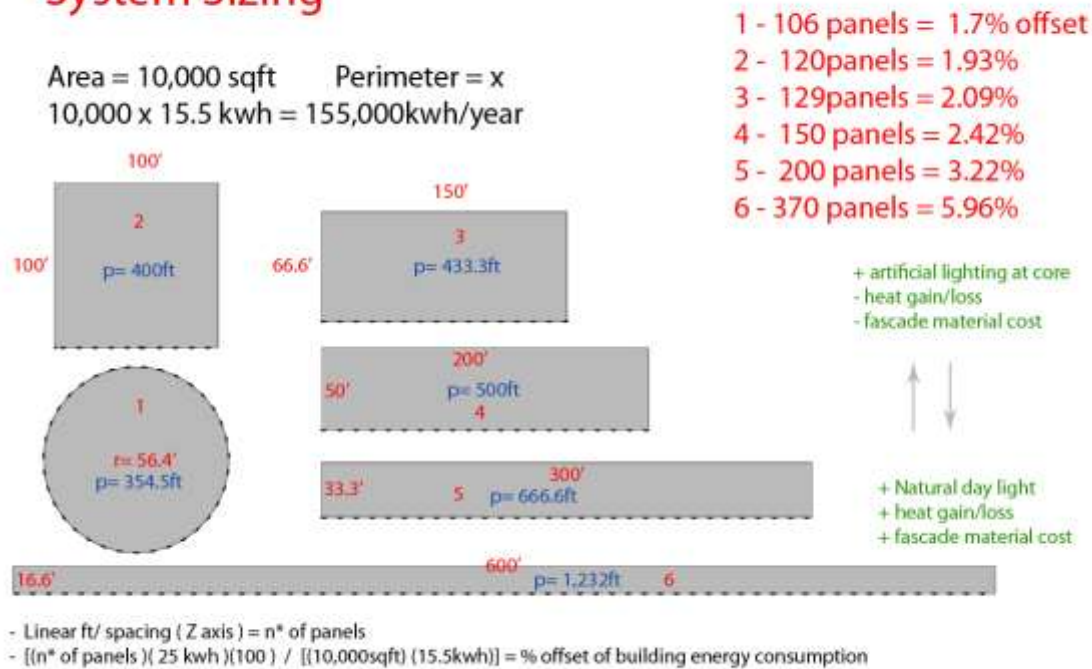 System Sizing
Area = 10,000 sqft Perimeter = x
10,000 x 15.5 kwh = 155,000kwh/year
1 - 106 panels = 1.7% offset
2 - 120panels = 1.93%
3 - 129panels = 2.09%
4 - 150 panels = 2.42%
5 - 200 panels = 3.22%
6 - 370 panels = 5.96%
100'
2
100'
p= 400ft
150'
3
66.6'
p= 433.3ft
+ artificial lighting at core
- heat gain/loss
- fascade material cost
200'
50'
p= 500ft
4
1
r= 56.4'
p= 354.5ft
300'
33.3'
5
p= 666.6ft
+ Natural day light
+ heat gain/loss
+ fascade material cost
600'
16.6'
p= 1,232ft
6
- Linear ft/ spacing ( Z axis ) = n* of panels
- [(n* of panels )( 25 kwh )(100 ) / [(10,000sqft) (15.5kwh)] = % offset of building energy consumption